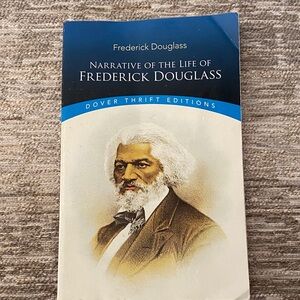 Frederick Douglass
NARRATIVE OF THE LIFE OF
FREDERICK DOUGLASS
DOVER THRIFT EDITIONS